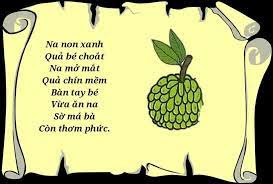 Na non xanh
Quả bé choắt
Na mở mắt
Quả chín mềm
Bàn tay bé
Vừa ăn na
Sờ má bà
Còn thơm phức.